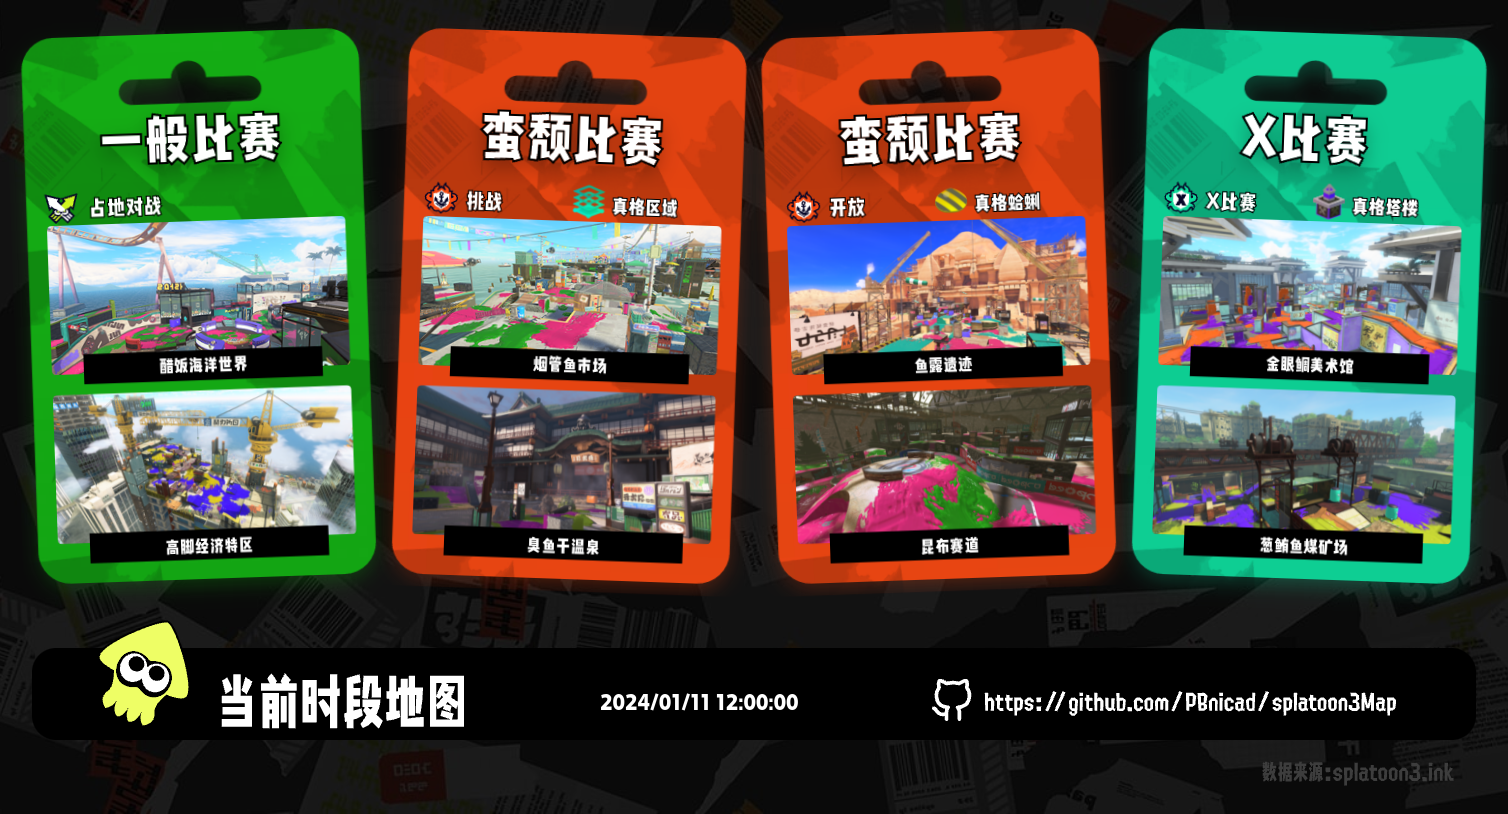 一般比赛
占地对战
醋饭海洋世界
高脚经济特区
蛮颓比赛
挑战
真格区域
烟管鱼市场
臭鱼干温泉
蛮颓比赛
开放
真格蛤蜊
鱼露遗迹
昆布赛道
X比赛
X比赛
真格塔楼
金眼鲷美术馆
葱鲔鱼煤矿场
当前时段地图
2024/01/11 12:00:00
https://github.com/PBnicad/splatoon3Map
数据来源:splatoon3.ink